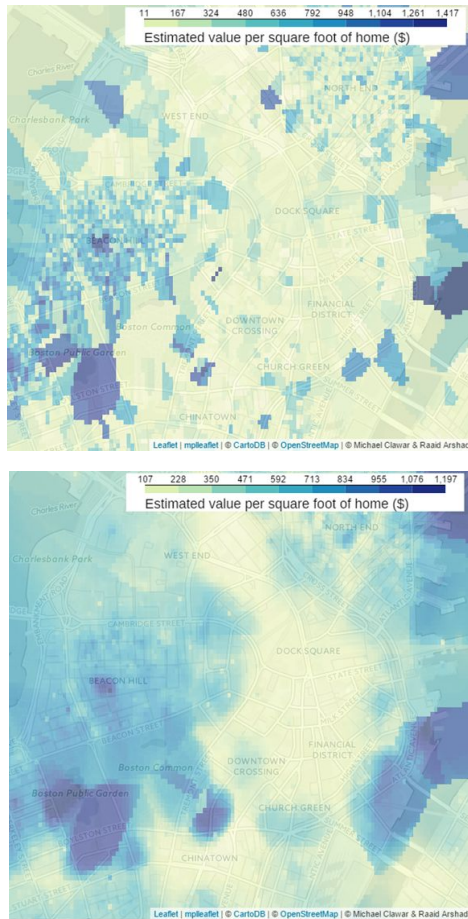 11 167 324 480 636 792 948 1,104 1,261 1,417
Estimated value per square foot of home ($)
Charles River
NORTH END
Charlesbank Park
WEST END
DOCK SQUARE
BEACON HILL
STATE STREET
FINANCIAL
DISTRICT
Boston Common
DOWNTOWN
CROSSING
Boston Public Garden
CHURCH GREEN
CHINATOWN
Leaflet | mplleaflet | © CartoDB | © OpenStreetMap | © Michael Clawar & Raaid Arshad
107 228 350 471 592 713 834 955 1,076 1,197
Estimated value per square foot of home ($)
Charles River
NORTH END
Charlesbank Park
WEST END
CAMBRIDGE STREET
DOCK SQUARE
STATE STREET
BEACON HILL
BEACON STREET
FINANCIAL
DISTRICT
Boston Common
DOWNTOWN
CROSSING
Boston Public Garden
CHURCH GREEN
CHINATOWN
Leaflet | mplleaflet | © CartoDB | © OpenStreetMap | © Michael Clawar & Raaid Arshad